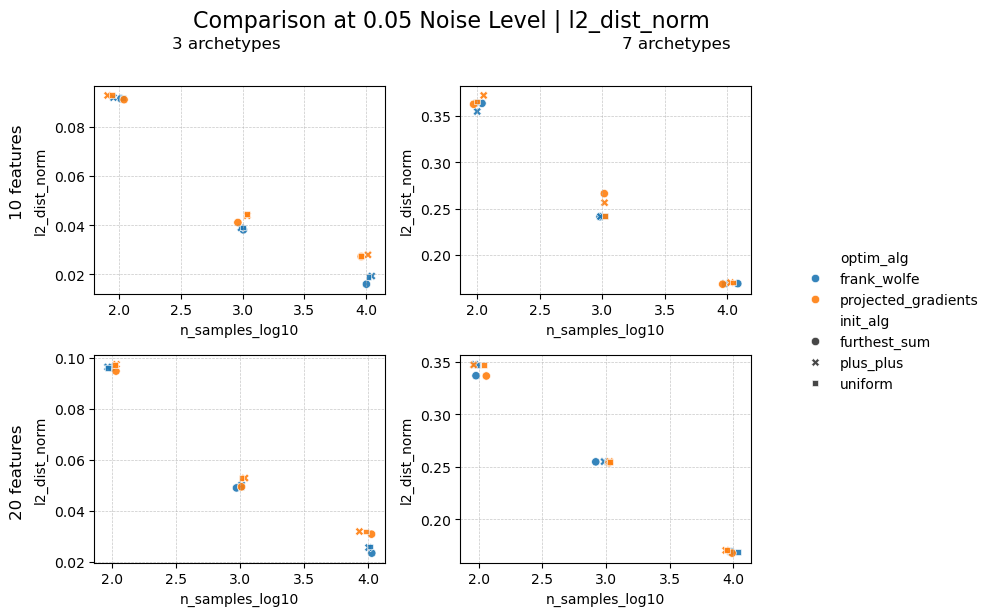 Comparison at 0.05 Noise Level | l2_dist_norm
3 archetypes
7 archetypes
10 features
l2_dist_norm
0.08
0.06
0.04
0.02
2.0 2.5 3.0 3.5 4.0
n_samples_log10
l2_dist_norm
0.35
0.30
0.25
0.20
2.0 2.5 3.0 3.5 4.0
n_samples_log10
20 features
l2_dist_norm
0.10
0.08
0.06
0.04
0.02
2.0 2.5 3.0 3.5 4.0
n_samples_log10
l2_dist_norm
0.35
0.30
0.25
0.20
2.0 2.5 3.0 3.5 4.0
n_samples_log10
optim_alg
frank_wolfe
projected_gradients
init_alg
furthest_sum
plus_plus
uniform